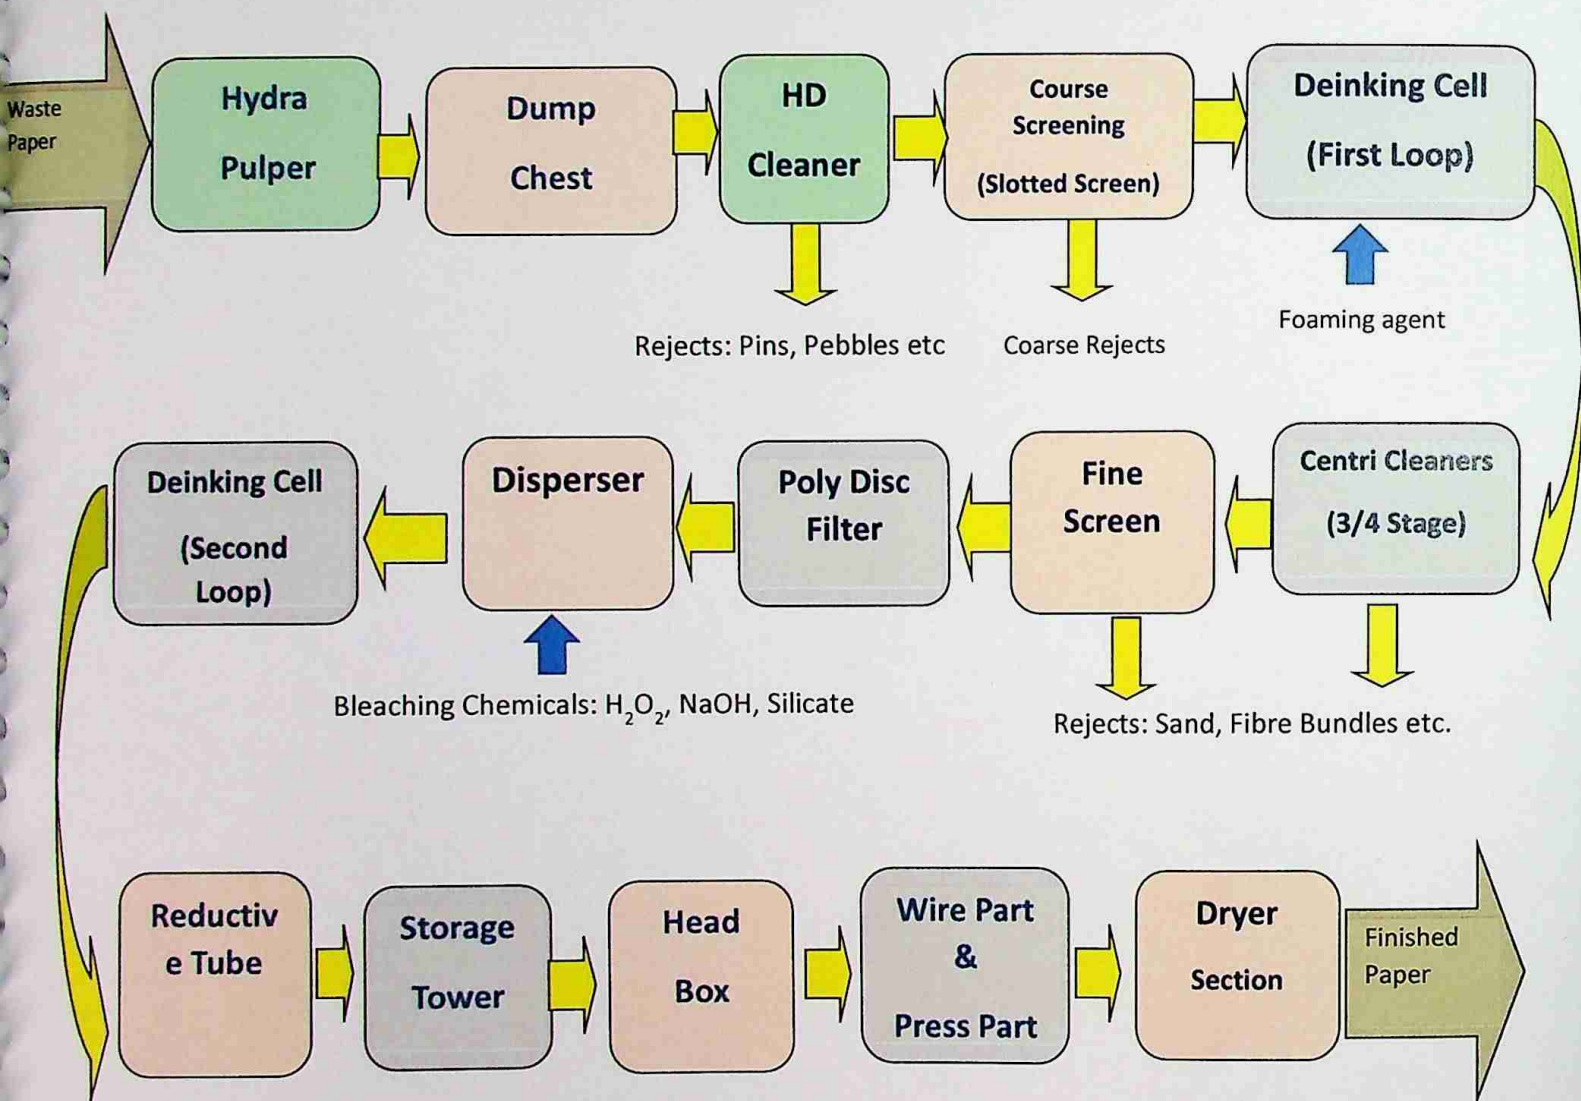 Waste
Paper
Hydra
Pulper
Dump
Chest
HD
Cleaner
Course
Screening
(Slotted Screen)
Deinking Cell
(First Loop)
Rejects: Pins, Pebbles etc
Coarse Rejects
Foaming agent
Centri Cleaners
(3/4 Stage)
Fine
Screen
Poly Disc
Filter
Disperser
Deinking Cell
(Second
Loop)
Bleaching Chemicals: H₂O₂, NaOH, Silicate
Rejects: Sand, Fibre Bundles etc.
Reductiv
e Tube
Storage
Tower
Head
Box
Wire Part
&
Press Part
Dryer
Section
Finished
Paper